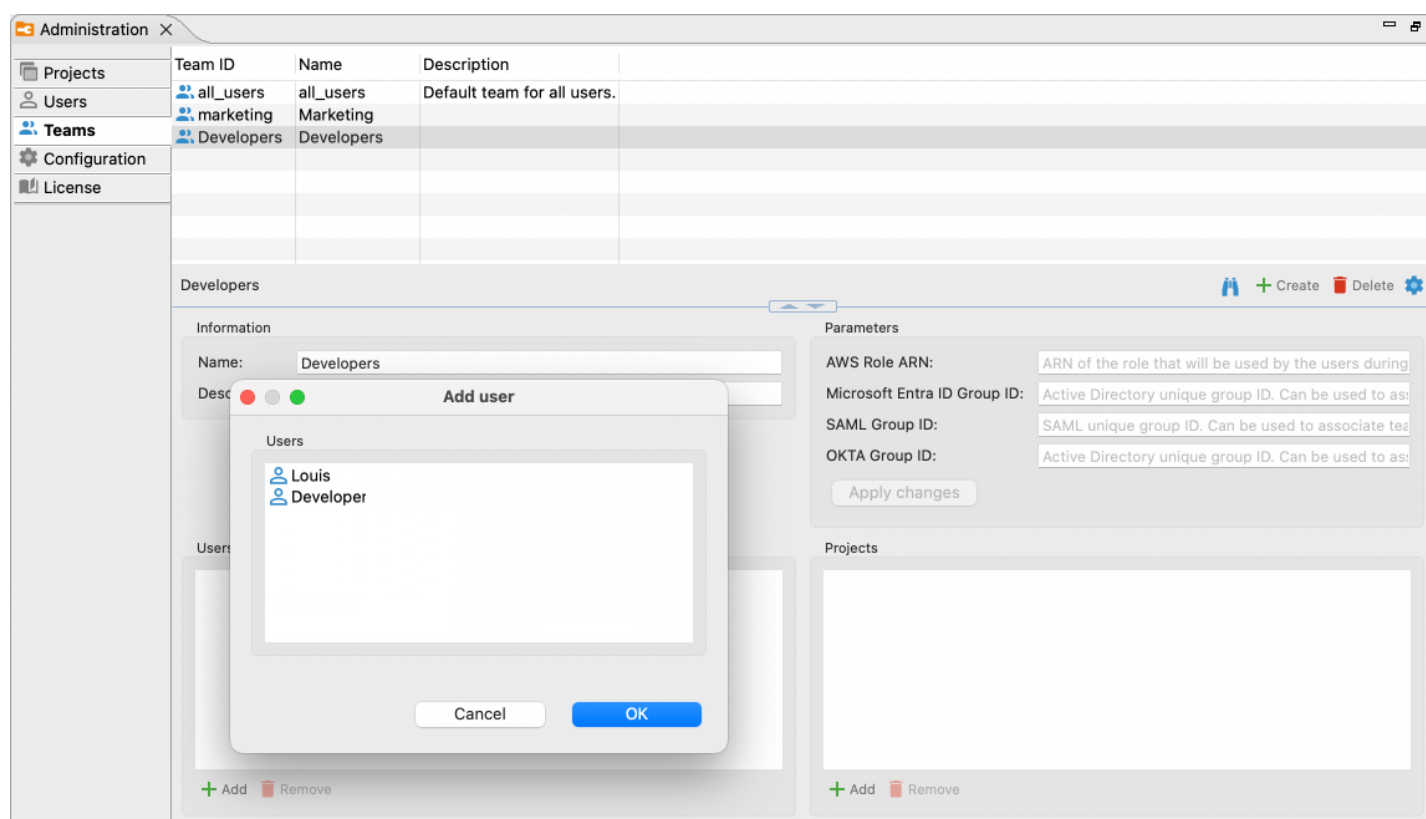 Administration
Projects
Users
Teams
Configuration
License
Team ID Name Description
all_users all_users Default team for all users.
marketing Marketing
Developers Developers
Developers
Create Delete
Information
Name: Developers
Desc
Parameters
AWS Role ARN: ARN of the role that will be used by the users during
Microsoft Entra ID Group ID: Active Directory unique group ID. Can be used to as
SAML Group ID: SAML unique group ID. Can be used to associate tea
OKTA Group ID: Active Directory unique group ID. Can be used to as
Apply changes
Add user
Users
Louis
Developer
Cancel OK
Users
Add Remove
Projects
Add Remove